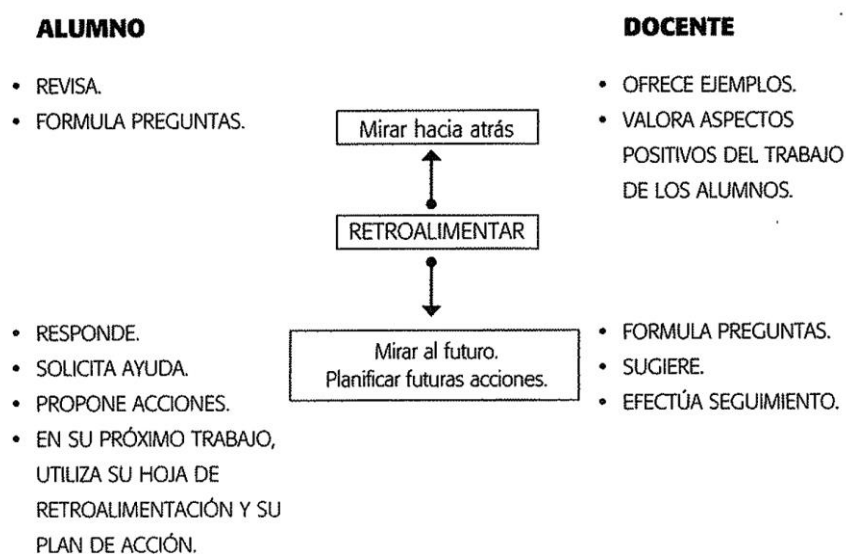 ALUMNO
• REVISA.
• FORMULA PREGUNTAS.
DOCENTE
• OFRECE EJEMPLOS.
• VALORA ASPECTOS
POSITIVOS DEL TRABAJO
DE LOS ALUMNOS.
Mirar hacia atrás
RETROALIMENTAR
Mirar al futuro.
Planificar futuras acciones.
• RESPONDE.
• SOLICITA AYUDA.
• PROPONE ACCIONES.
• EN SU PRÓXIMO TRABAJO,
UTILIZA SU HOJA DE
RETROALIMENTACIÓN Y SU
PLAN DE ACCIÓN.
• FORMULA PREGUNTAS.
• SUGIERE.
• EFECTÚA SEGUIMIENTO.